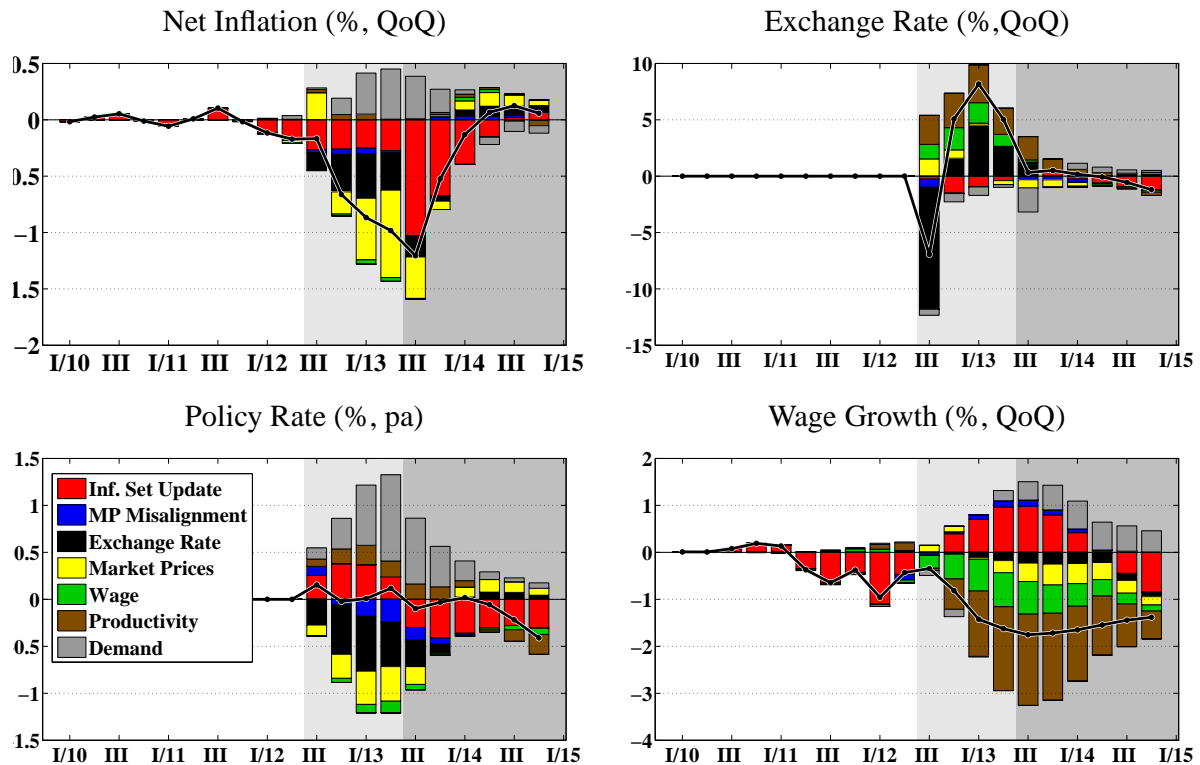 Net Inflation (%, QoQ)
0.5
0
0.5
−1
1.5
−2
I/10 III I/11 III I/12 III I/13 III I/14 III I/15
Exchange Rate (%,QoQ)
10
5
0
-5
-10
-15
I/10 III I/11 III I/12 III I/13 III I/14 III I/15
Policy Rate (%, pa)
1.5
1
0.5
0
0.5
−1
1.5
Inf. Set Update
MP Misalignment
Exchange Rate
Market Prices
Wage
Productivity
Demand
I/10 III I/11 III I/12 III I/13 III I/14 III I/15
Wage Growth (%, QoQ)
2
1
0
−1
−2
−3
−4
I/10 III I/11 III I/12 III I/13 III I/14 III I/15